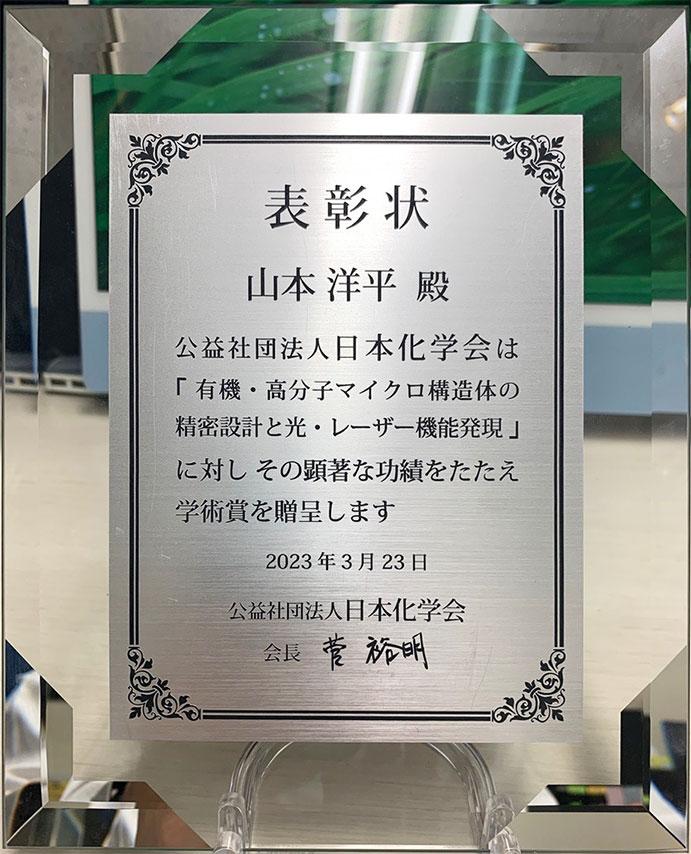 表彰状
山本 洋平 殿
公益社団法人日本化学会は
「有機・高分子マイクロ構造体の
精密設計と光・レーザー機能発現」
に対し その顕著な功績をたたえ
学術賞を贈呈します
2023年3月23日
公益社団法人日本化学会
会長 菅 裕明